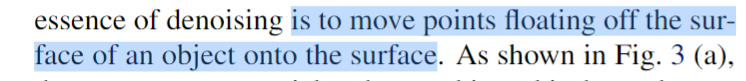 essence of denoising is to move points floating off the sur-
face of an object onto the surface. As shown in Fig. 3 (a),